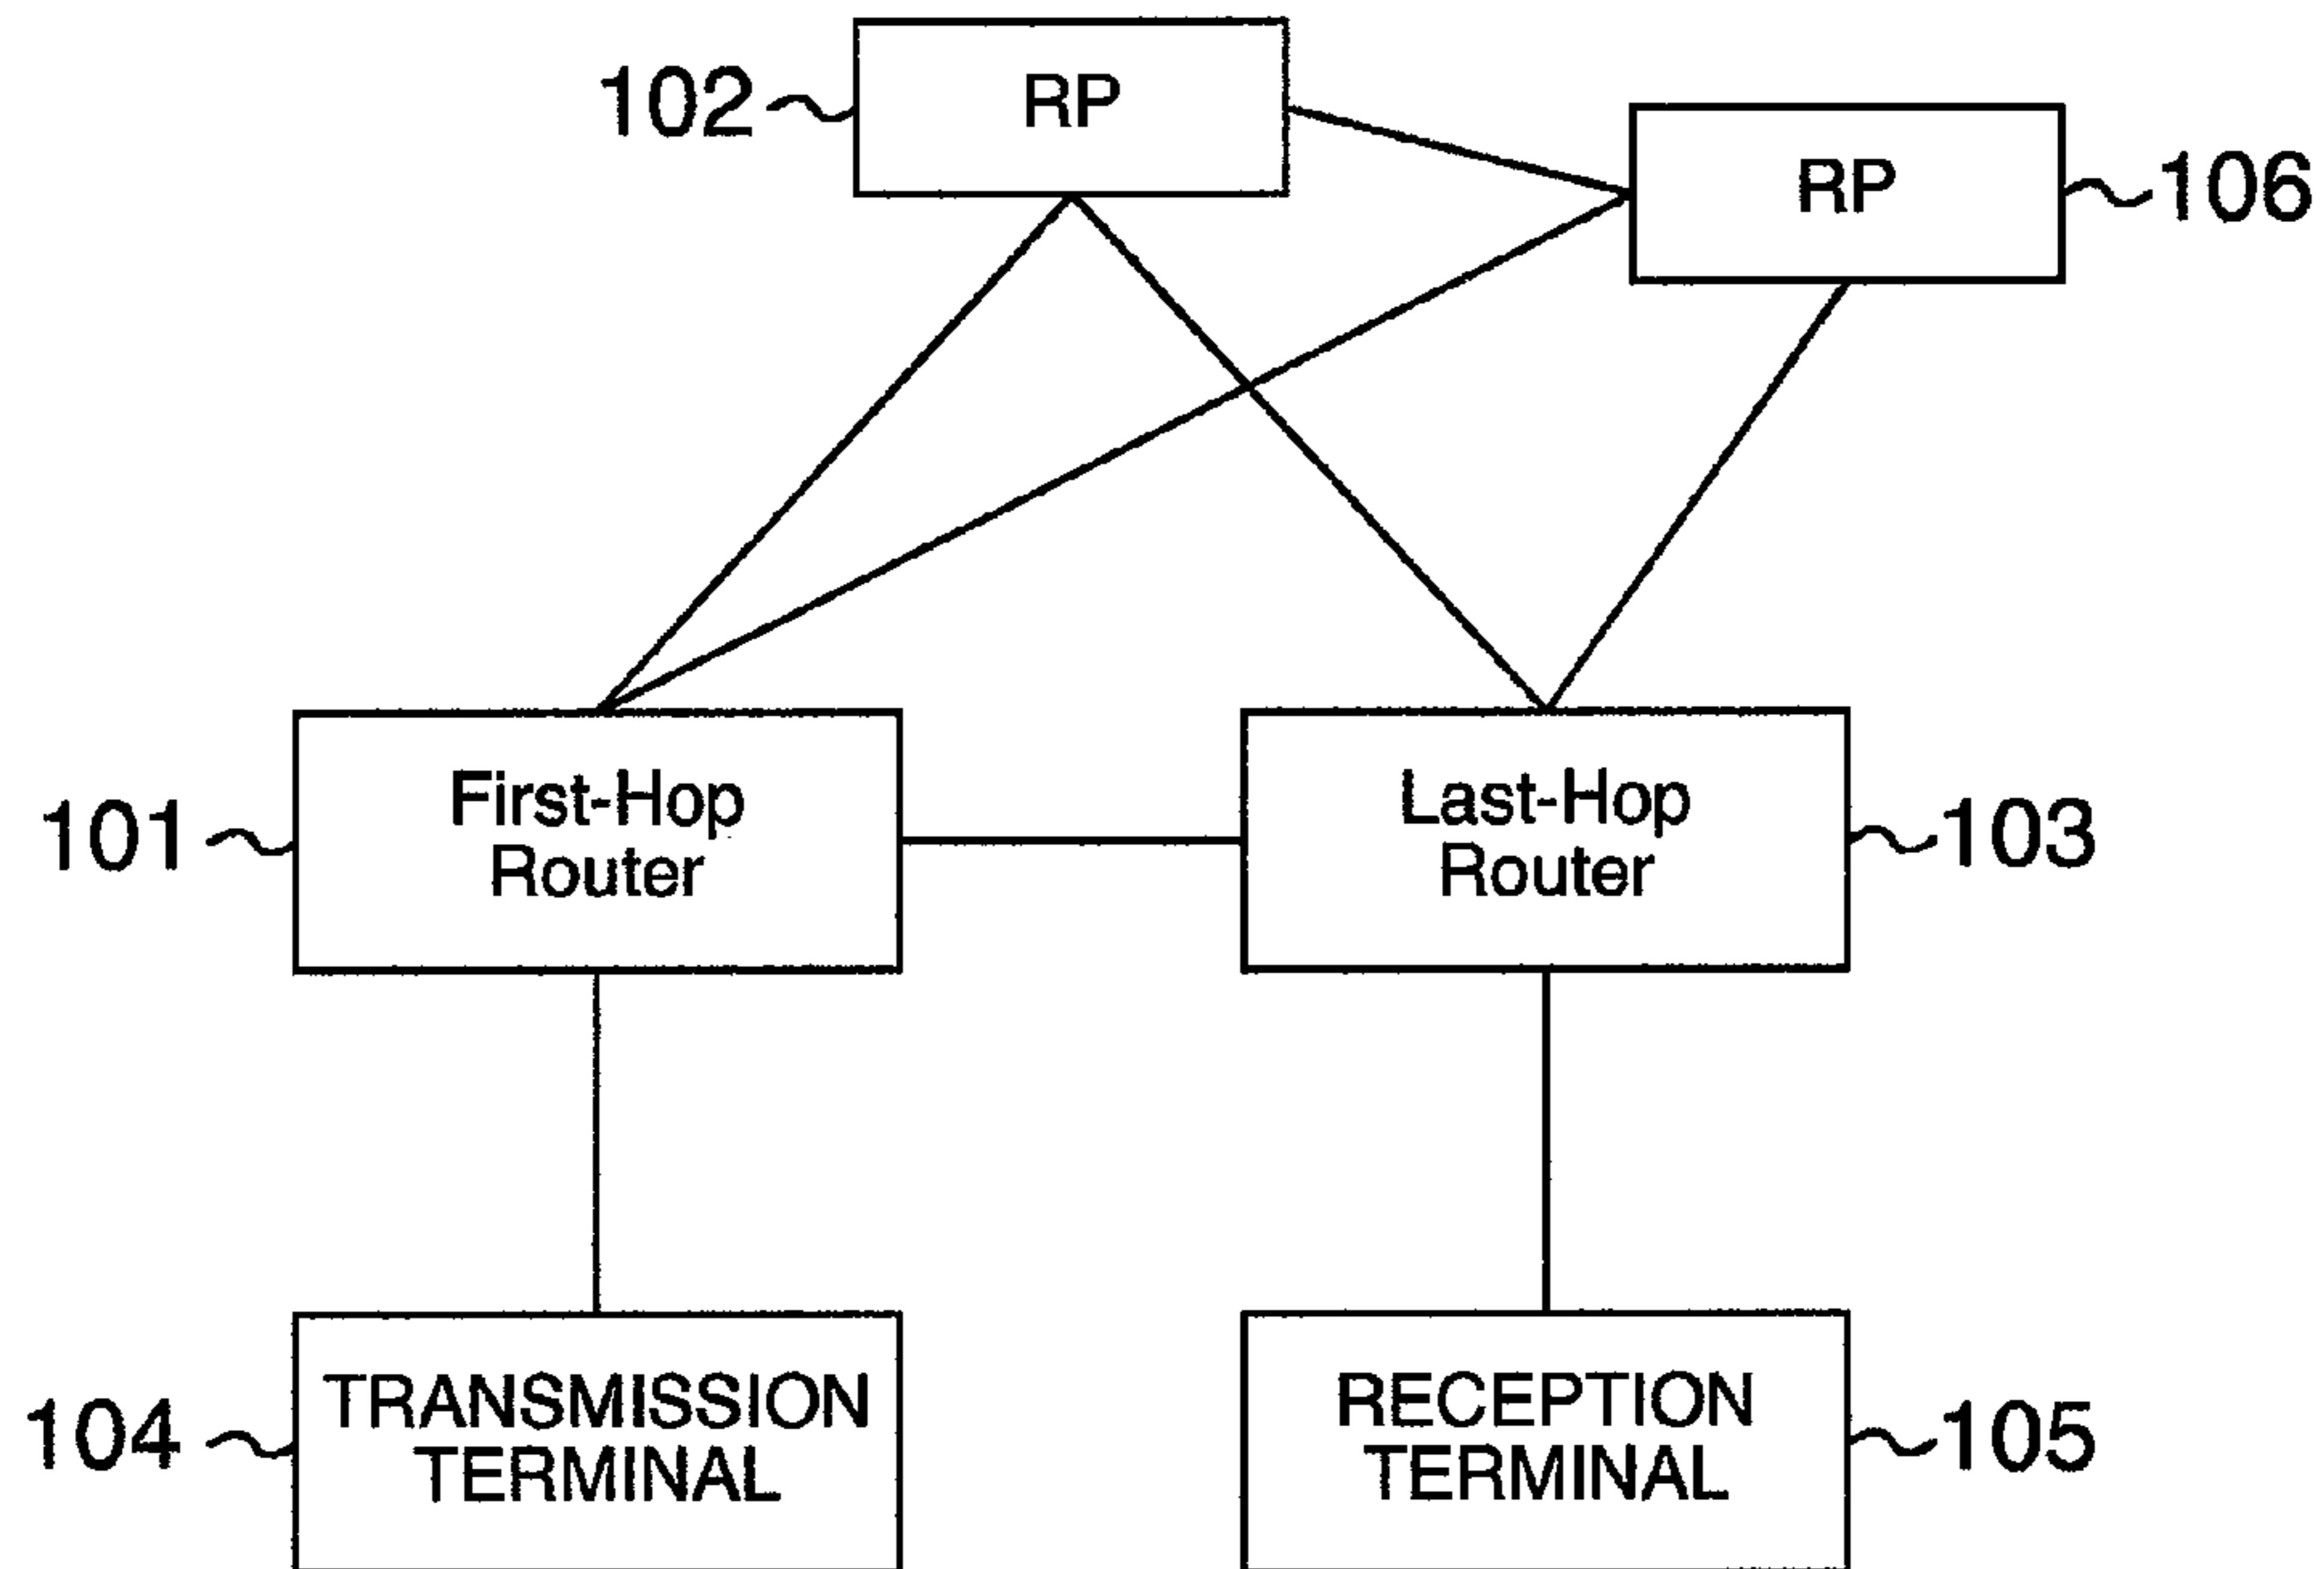 102
RP
RP
106
101
First-Hop
Router
Last-Hop
Router
103
104
TRANSMISSION
TERMINAL
RECEPTION
TERMINAL
105